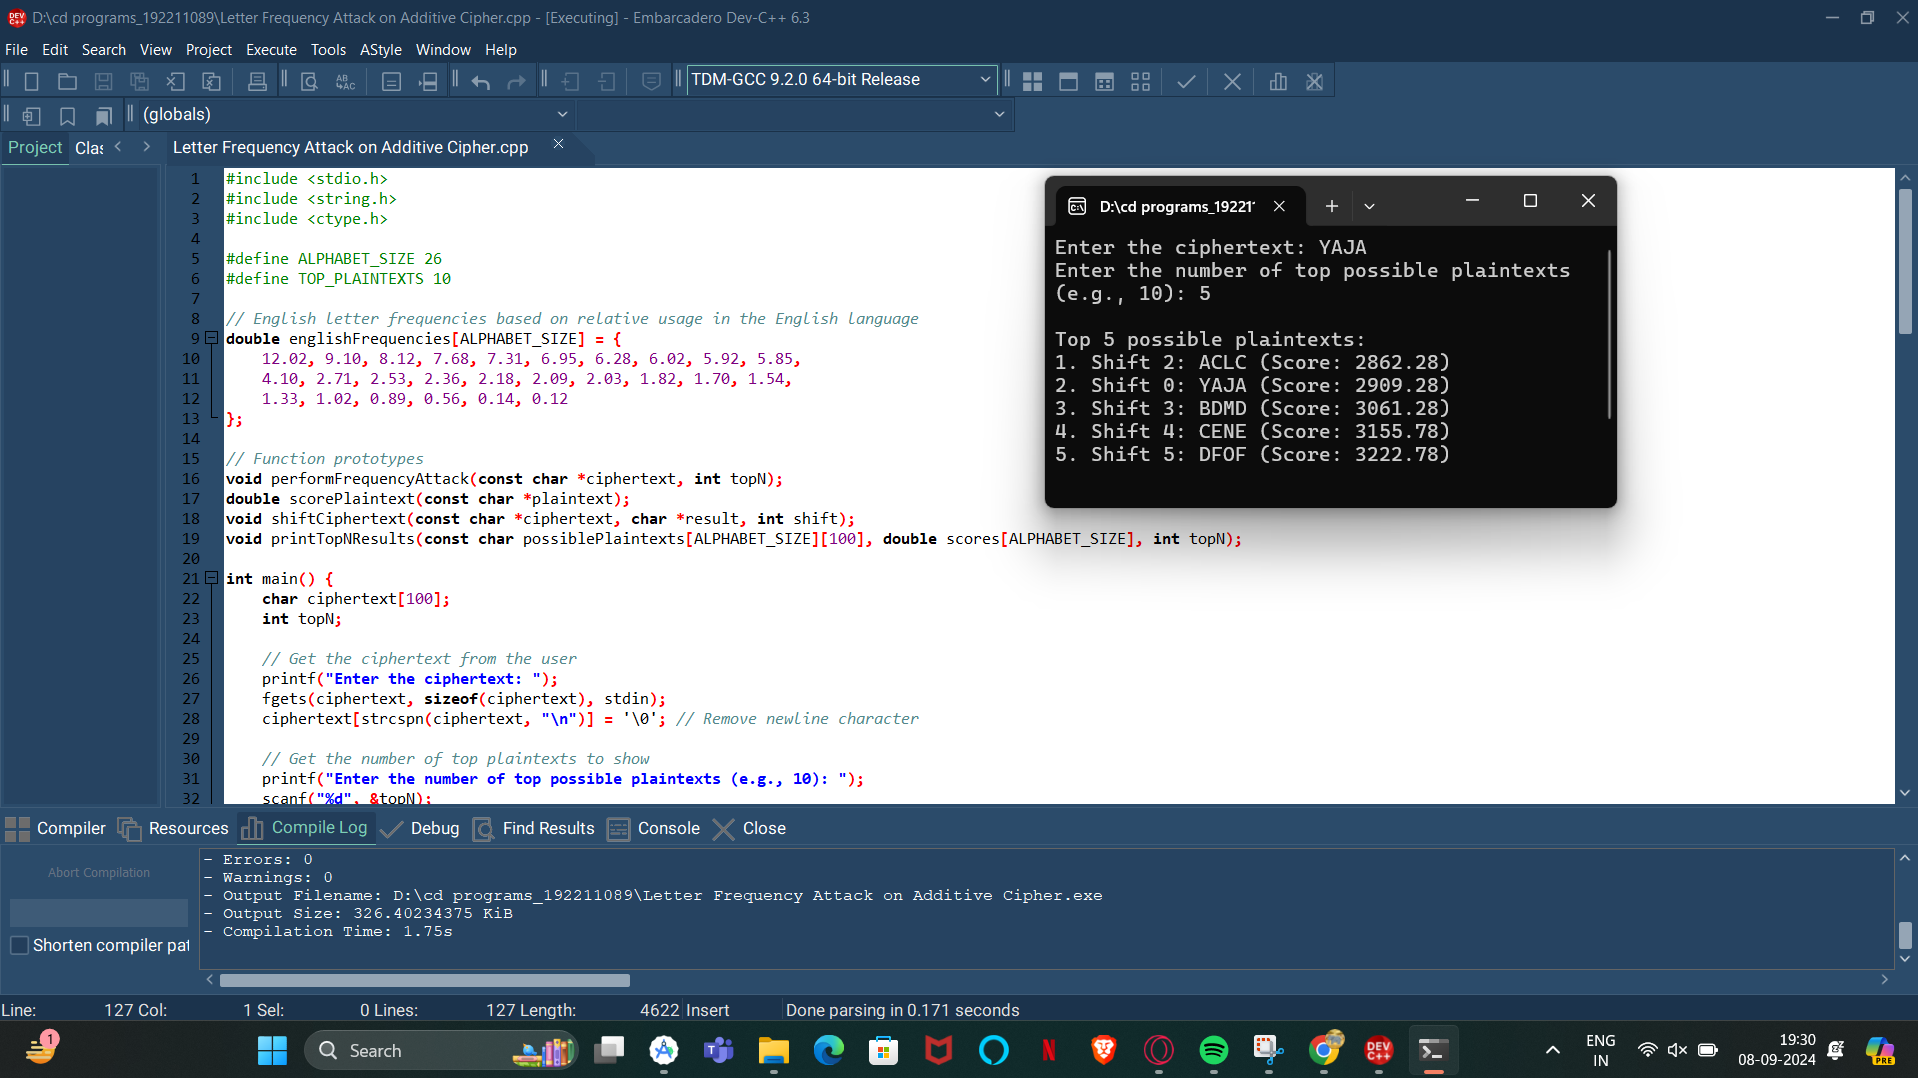 D:\cd programs_192211089\Letter Frequency Attack on Additive Cipher.cpp - [Executing] - Embarcadero Dev-C++ 6.3
File Edit Search View Project Execute Tools AStyle Window Help
TDM-GCC 9.2.0 64-bit Release
(globals)
Project Clas
Letter Frequency Attack on Additive Cipher.cpp
1 #include <stdio.h>
2 #include <string.h>
3 #include <ctype.h>
4
5 #define ALPHABET_SIZE 26
6 #define TOP_PLAINTEXTS 10
7
8 // English letter frequencies based on relative usage in the English language
9 double englishFrequencies[ALPHABET_SIZE] = {
10 12.02, 9.10, 8.12, 7.68, 7.31, 6.95, 6.28, 6.02, 5.92, 5.85,
11 4.10, 2.71, 2.53, 2.36, 2.18, 2.09, 2.03, 1.82, 1.70, 1.54,
12 1.33, 1.02, 0.89, 0.56, 0.14, 0.12
13 };
14
15 // Function prototypes
16 void performFrequencyAttack(const char *ciphertext, int topN);
17 double scorePlaintext(const char *plaintext);
18 void shiftCiphertext(const char *ciphertext, char *result, int shift);
19 void printTopNResults(const char possiblePlaintexts[ALPHABET_SIZE][100], double scores[ALPHABET_SIZE], int topN);
20
21 int main() {
22 char ciphertext[100];
23 int topN;
24
25 // Get the ciphertext from the user
26 printf("Enter the ciphertext: ");
27 fgets(ciphertext, sizeof(ciphertext), stdin);
28 ciphertext[strcspn(ciphertext, "\n")] = '\0'; // Remove newline character
29
30 // Get the number of top plaintexts to show
31 printf("Enter the number of top possible plaintexts (e.g., 10): ");
32 scanf("%d", &topN);
D:\cd programs_19221'
Enter the ciphertext: YAJA
Enter the number of top possible plaintexts
(e.g., 10): 5
Top 5 possible plaintexts:
1. Shift 2: ACLC (Score: 2862.28)
2. Shift 0: YAJA (Score: 2909.28)
3. Shift 3: BDMD (Score: 3061.28)
4. Shift 4: CENE (Score: 3155.78)
5. Shift 5: DFOF (Score: 3222.78)
Compiler Resources Compile Log Debug Find Results Console Close
Abort Compilation
Shorten compiler pat
- Errors: 0
- Warnings: 0
- Output Filename: D:\cd programs_192211089\Letter Frequency Attack on Additive Cipher.exe
- Output Size: 326.40234375 KiB
- Compilation Time: 1.75s
Line: 127 Col: 1 Sel: 0 Lines: 127 Length: 4622 Insert Done parsing in 0.171 seconds
1
Search
DEV C++
ENG
IN
19:30
08-09-2024
PRE